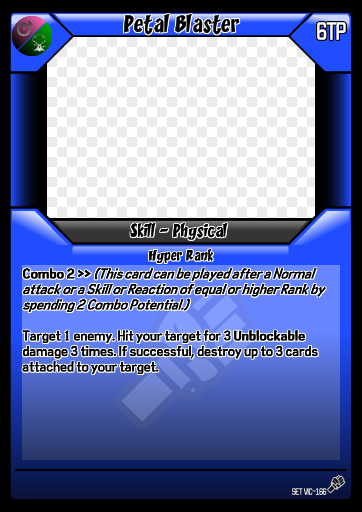 Petal Blaster
6TP
Skill - Physical
Hyper Rank
Combo 2 >> (This card can be played after a Normal
attack or a Skill or Reaction of equal or higher Rank by
spending 2 Combo Potential.)
Target 1 enemy. Hit your target for 3 Unblockable
damage 3 times. If successful, destroy up to 3 cards
attached to your target.
SET VIC-166